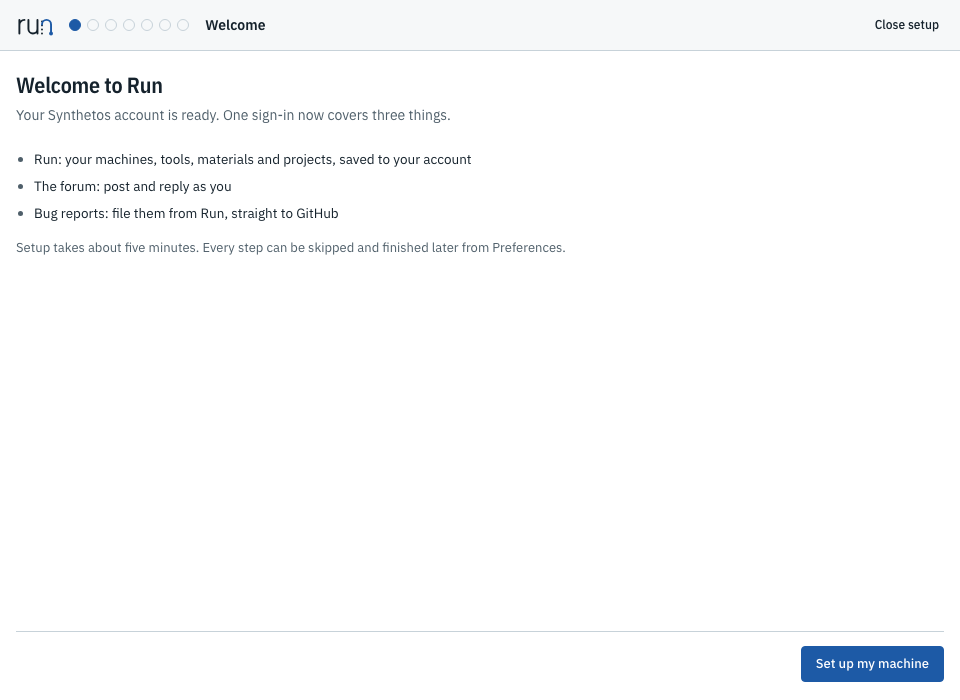 run
Welcome
Close setup
Welcome to Run
Your Synthetos account is ready. One sign-in now covers three things.
Run: your machines, tools, materials and projects, saved to your account
The forum: post and reply as you
Bug reports: file them from Run, straight to GitHub
Setup takes about five minutes. Every step can be skipped and finished later from Preferences.
Set up my machine